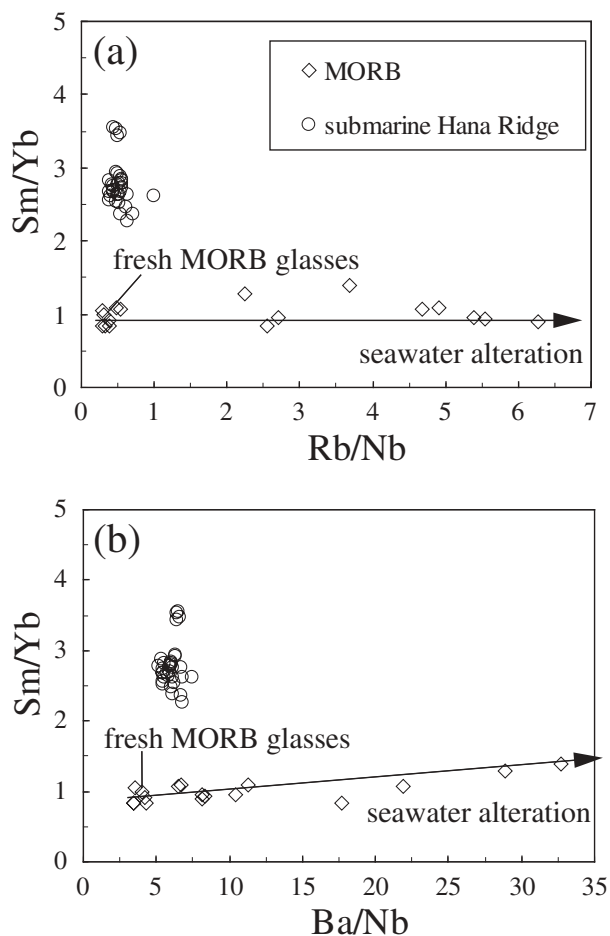 5
(a)
MORB
submarine Hana Ridge
4
3
Sm/Yb
2
fresh MORB glasses
1
seawater alteration
0
0 1 2 3 4 5 6 7
Rb/Nb
5
(b)
4
3
Sm/Yb
2
fresh MORB glasses
1
seawater alteration
0
0 5 10 15 20 25 30 35
Ba/Nb